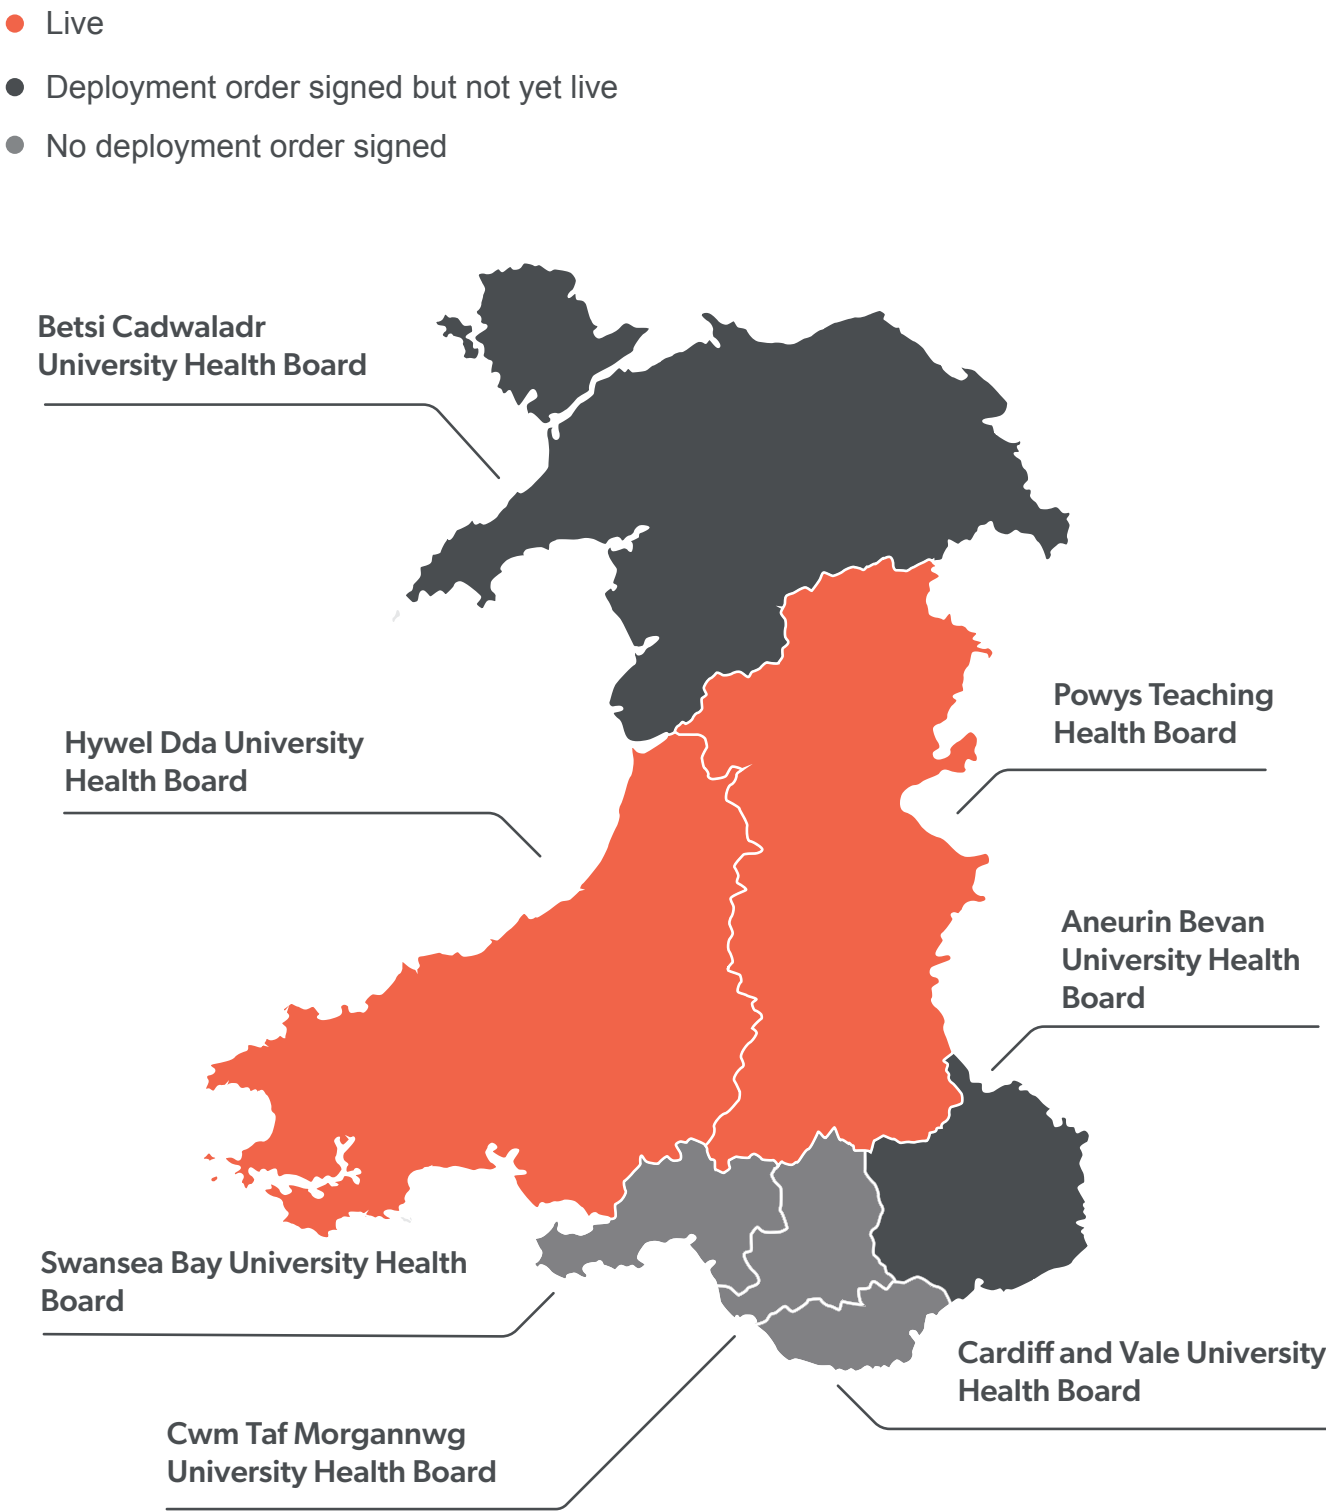 Live
Deployment order signed but not yet live
No deployment order signed
Betsi Cadwaladr
University Health Board
Powys Teaching
Health Board
Hywel Dda University
Health Board
Aneurin Bevan
University Health
Board
Swansea Bay University Health
Board
Cardiff and Vale University
Health Board
Cwm Taf Morgannwg
University Health Board